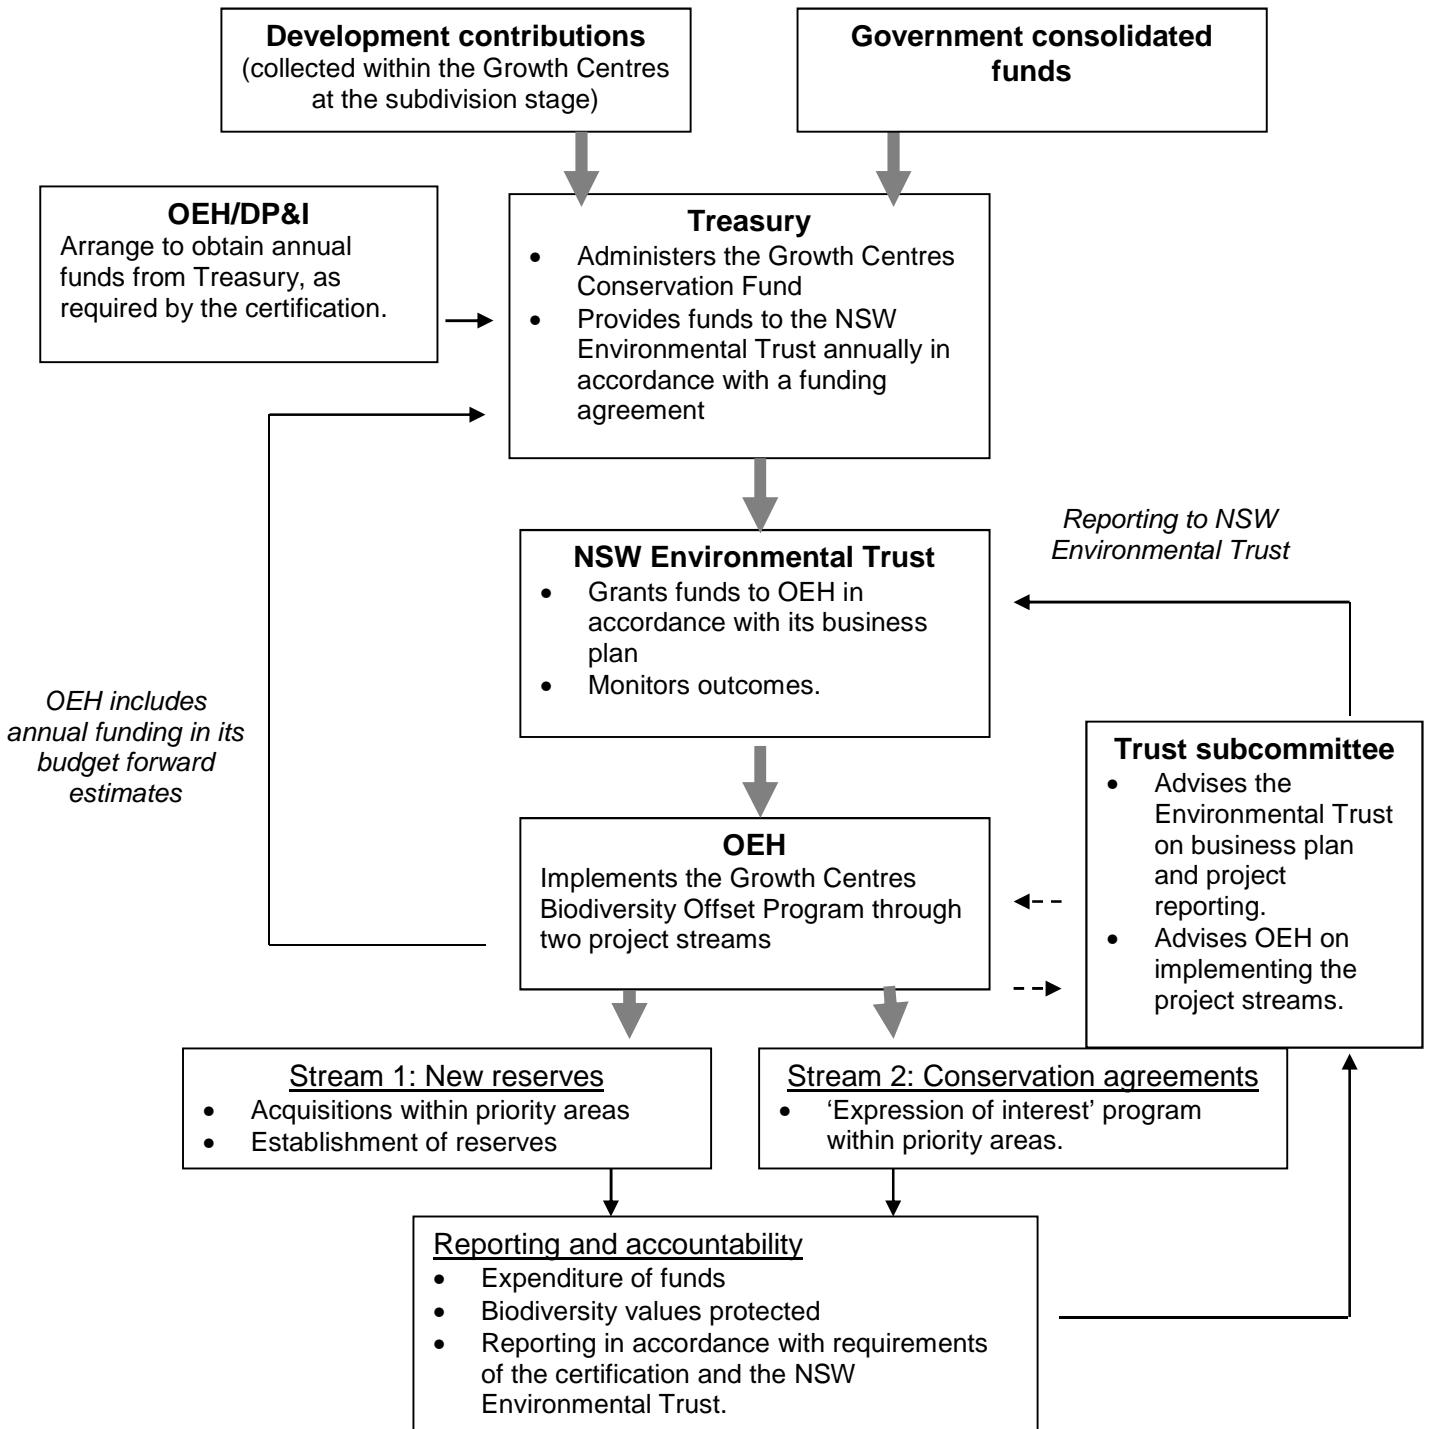 Development contributions
(collected within the Growth Centres
at the subdivision stage)
Government consolidated
funds
OEH/DP&I
Arrange to obtain annual
funds from Treasury, as
required by the certification.
Treasury
• Administers the Growth Centres
Conservation Fund
• Provides funds to the NSW
Environmental Trust annually in
accordance with a funding
agreement
Reporting to NSW
Environmental Trust
NSW Environmental Trust
• Grants funds to OEH in
accordance with its business
plan
• Monitors outcomes.
OEH includes
annual funding in its
budget forward
estimates
Trust subcommittee
• Advises the
Environmental Trust
on business plan
and project
reporting.
• Advises OEH on
implementing the
project streams.
OEH
Implements the Growth Centres
Biodiversity Offset Program through
two project streams
Stream 1: New reserves
• Acquisitions within priority areas
• Establishment of reserves
Stream 2: Conservation agreements
• ‘Expression of interest’ program
within priority areas.
Reporting and accountability
• Expenditure of funds
• Biodiversity values protected
• Reporting in accordance with requirements
of the certification and the NSW
Environmental Trust.